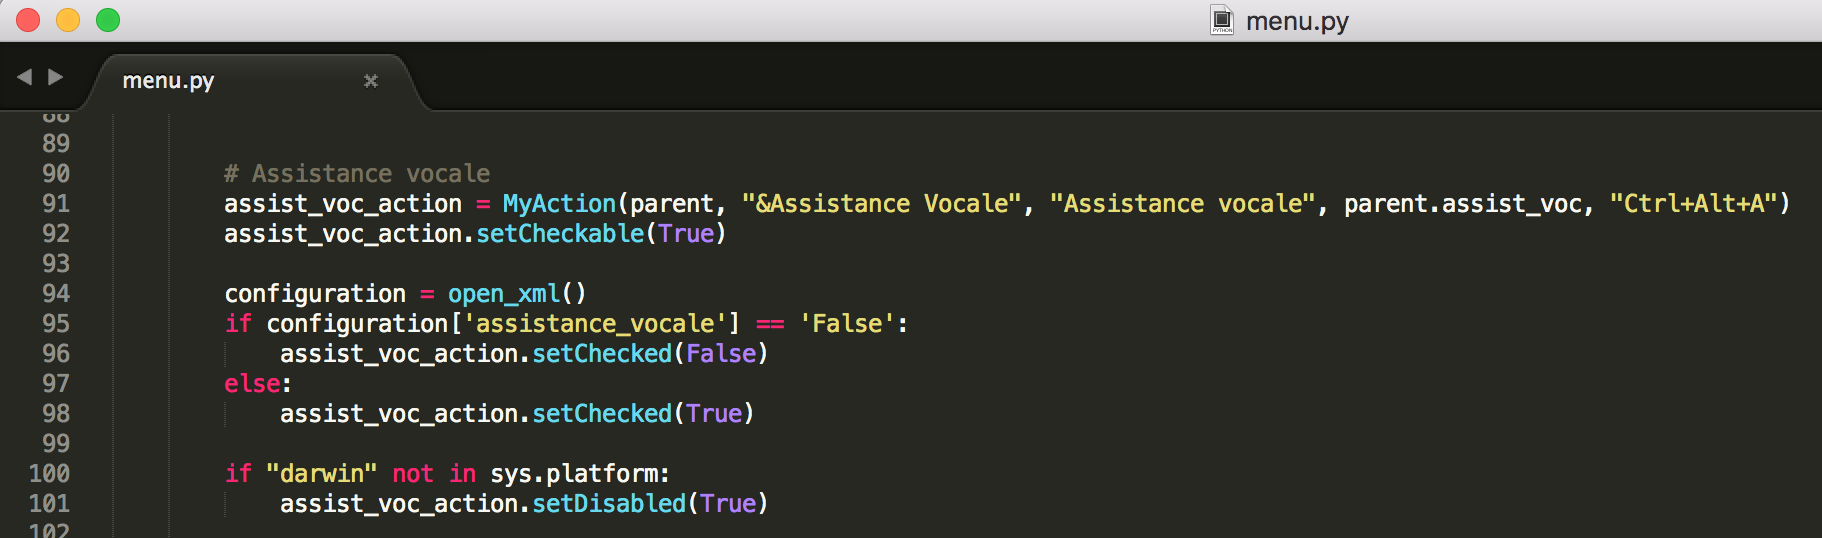 menu.py
menu.py
88
89
90 # Assistance vocale
91 assist_voc_action = MyAction(parent, "&Assistance Vocale", "Assistance vocale", parent.assist_voc, "Ctrl+Alt+A")
92 assist_voc_action.setCheckable(True)
93
94 configuration = open_xml()
95 if configuration['assistance_vocale'] == 'False':
96 assist_voc_action.setChecked(False)
97 else:
98 assist_voc_action.setChecked(True)
99
100 if "darwin" not in sys.platform:
101 assist_voc_action.setDisabled(True)
102